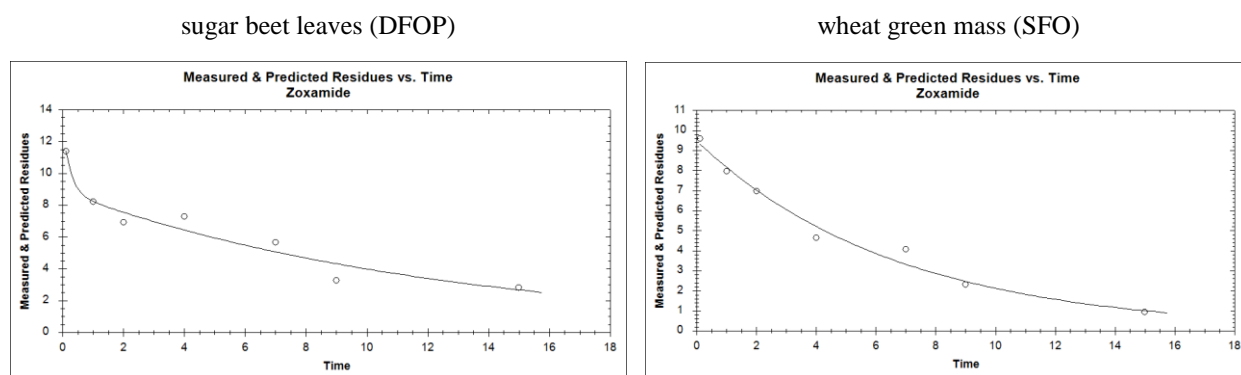 sugar beet leaves (DFOP)
wheat green mass (SFO)
Measured & Predicted Residues vs. Time
Zoxamide
Measured & Predicted Residues
14
12
10
8
6
4
2
0
0 2 4 6 8 10 12 14 16 18
Time
Measured & Predicted Residues vs. Time
Zoxamide
Measured & Predicted Residues
11
10
9
8
7
6
5
4
3
2
1
0
0 2 4 6 8 10 12 14 16 18
Time